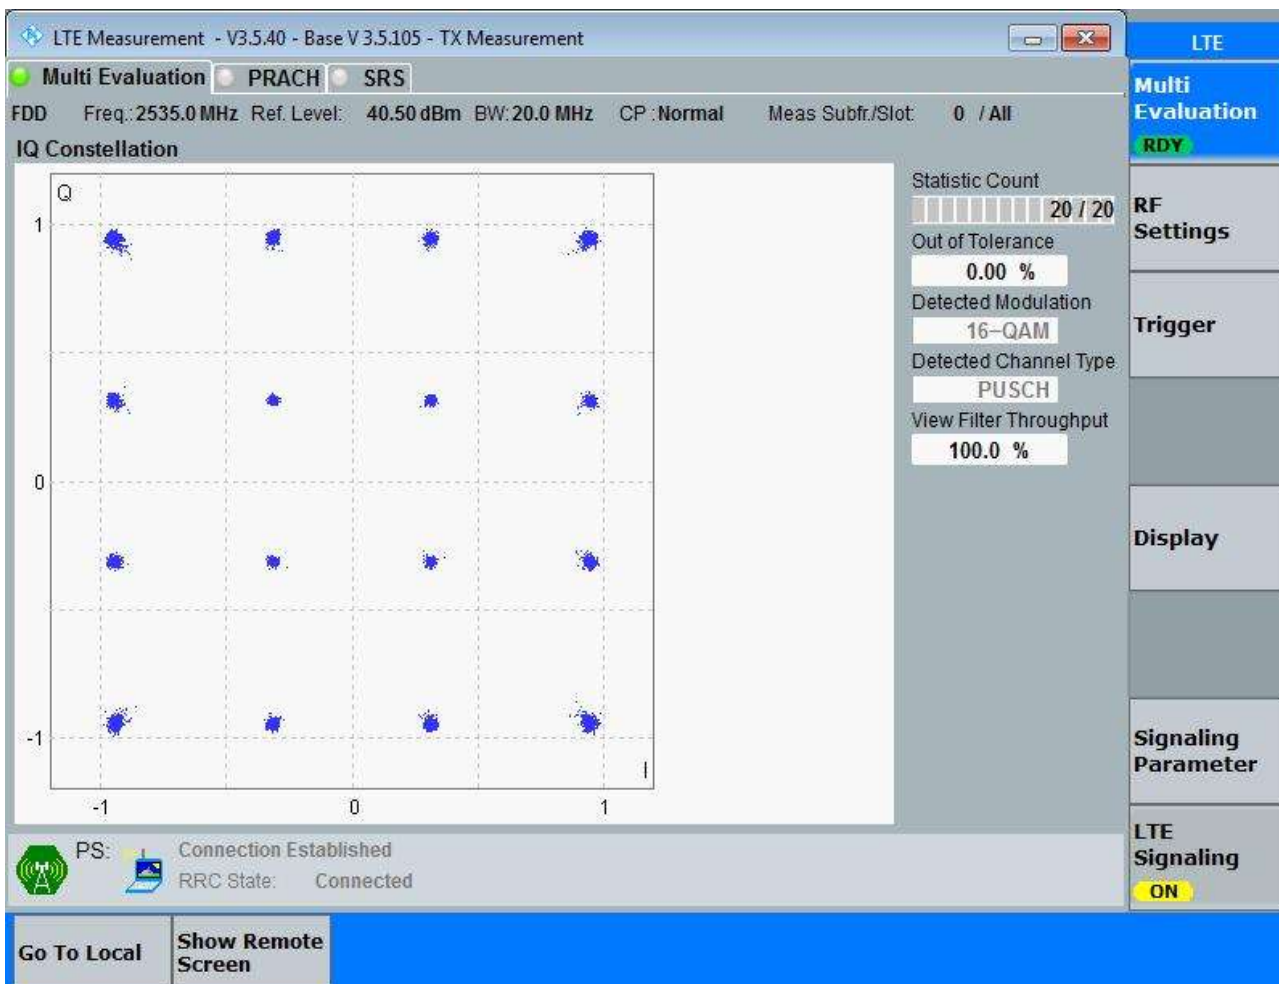 LTE Measurement - V3.5.40 - Base V 3.5.105 - TX Measurement
LTE
Multi Evaluation PRACH SRS
FDD Freg.: 2535.0 MHz Ref. Level: 40.50 dBm BW: 20.0 MHz CP : Normal Meas Subfr./Slot: 0 / All
IQ Constellation
Q
1
0
-1
-1 0 1
I
Statistic Count
20 / 20
Out of Tolerance
0.00 %
Detected Modulation
16-QAM
Detected Channel Type
PUSCH
View Filter Throughput
100.0 %
Multi
Evaluation
RDY
RF
Settings
Trigger
Display
Signaling
Parameter
LTE
Signaling
ON
PS: Connection Established
RRC State: Connected
Go To Local
Show Remote
Screen